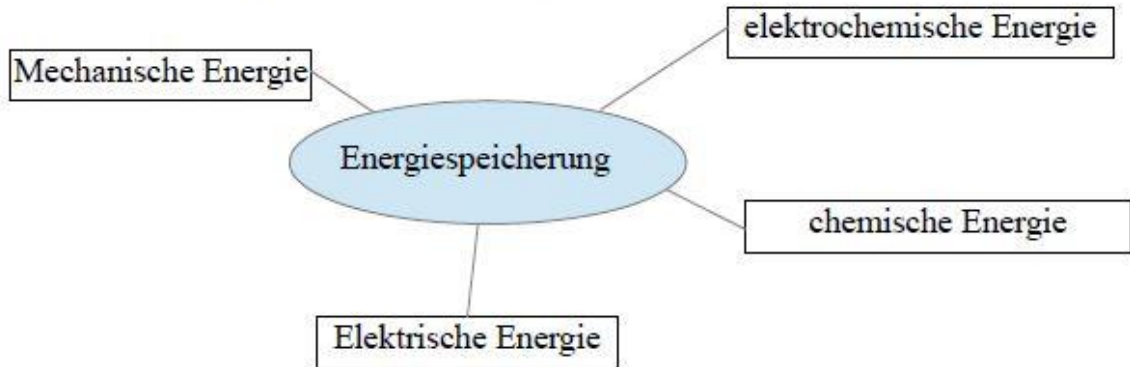 elektrochemische Energie
Mechanische Energie
Energiespeicherung
chemische Energie
Elektrische Energie